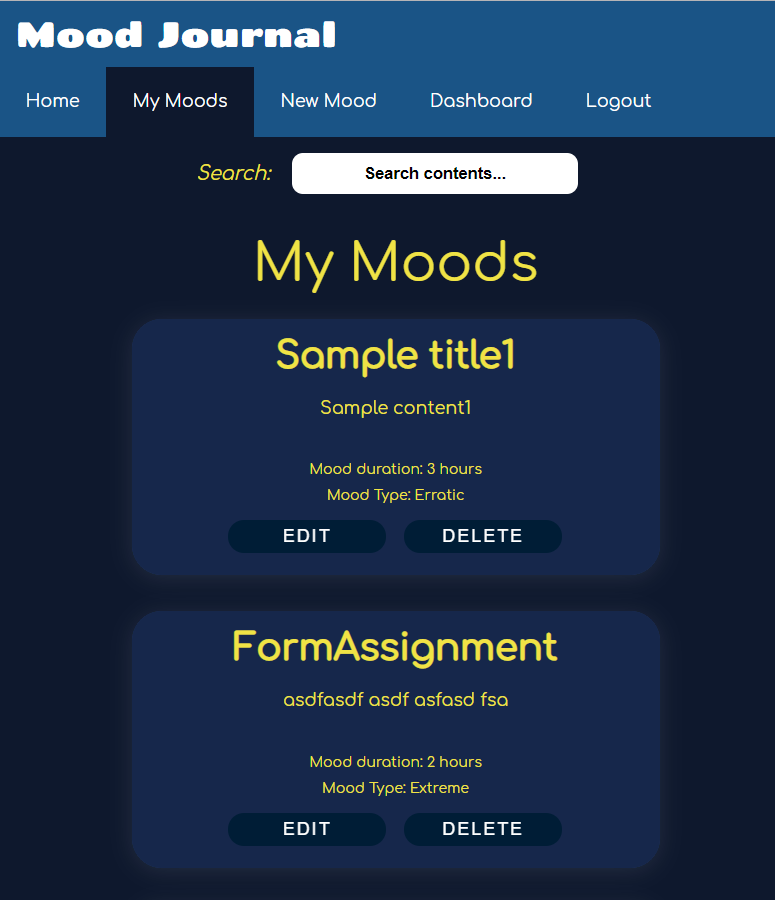 Mood Journal
Home My Moods New Mood Dashboard Logout
Search: Search contents...
My Moods
Sample title1
Sample content1
Mood duration: 3 hours
Mood Type: Erratic
EDIT DELETE
FormAssignment
asdfasdf asdf asfasd fsa
Mood duration: 2 hours
Mood Type: Extreme
EDIT DELETE